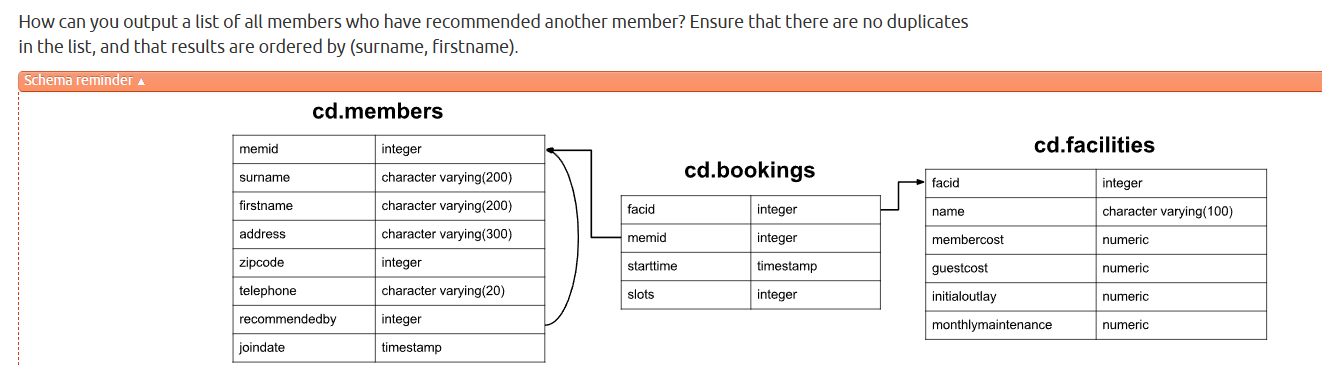 How can you output a list of all members who have recommended another member? Ensure that there are no duplicates
in the list, and that results are ordered by (surname, firstname).
Schema reminder ▲
cd.members
memid integer
surname character varying(200)
firstname character varying(200)
address character varying(300)
zipcode integer
telephone character varying(20)
recommendedby integer
joindate timestamp
cd.bookings
facid integer
memid integer
starttime timestamp
slots integer
cd.facilities
facid integer
name character varying(100)
membercost numeric
guestcost numeric
initialoutlay numeric
monthlymaintenance numeric